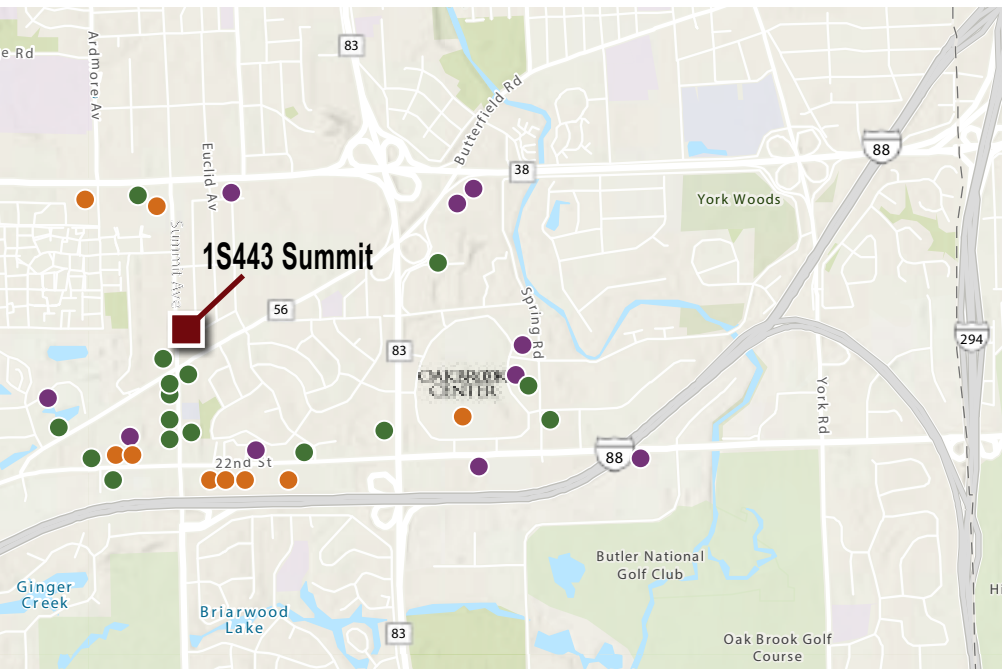 83
e Rd
Ardmore Av
Butterfield Rd
88
Euclid Av
38
York Woods
Summit Ave
1S443 Summit
56
Spring Rd
294
83
OAKBROOK
CENTER
York Rd
22nd St
88
Butler National
Golf Club
Ginger
Creek
H
Briarwood
Lake
83
Oak Brook Golf
Course